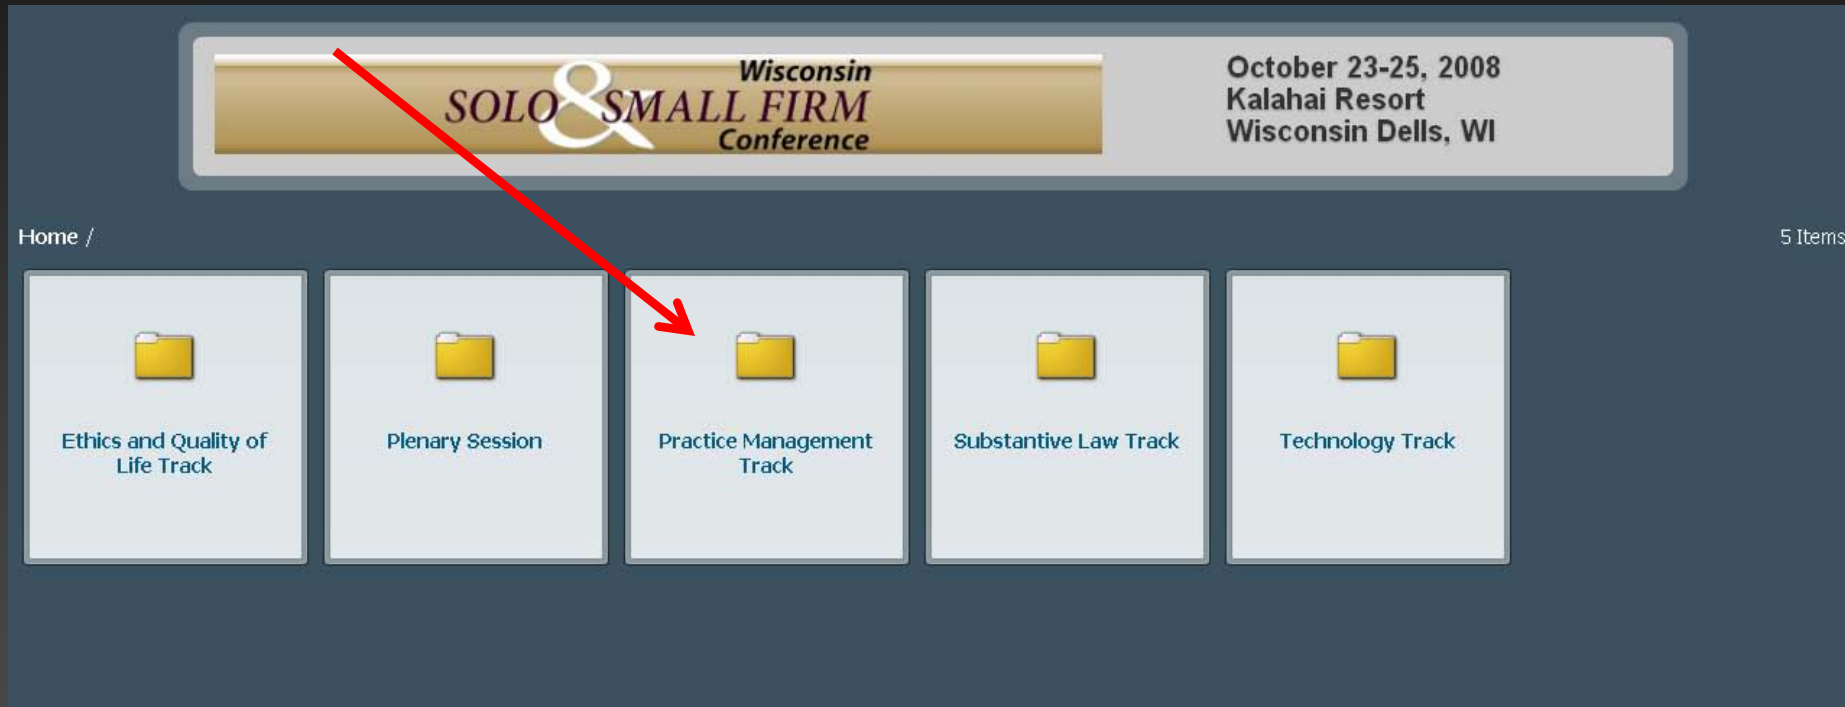 Wisconsin
SOLO & SMALL FIRM
Conference
October 23-25, 2008
Kalahai Resort
Wisconsin Dells, WI
Home /
5 Items
Ethics and Quality of
Life Track
Plenary Session
Practice Management
Track
Substantive Law Track
Technology Track